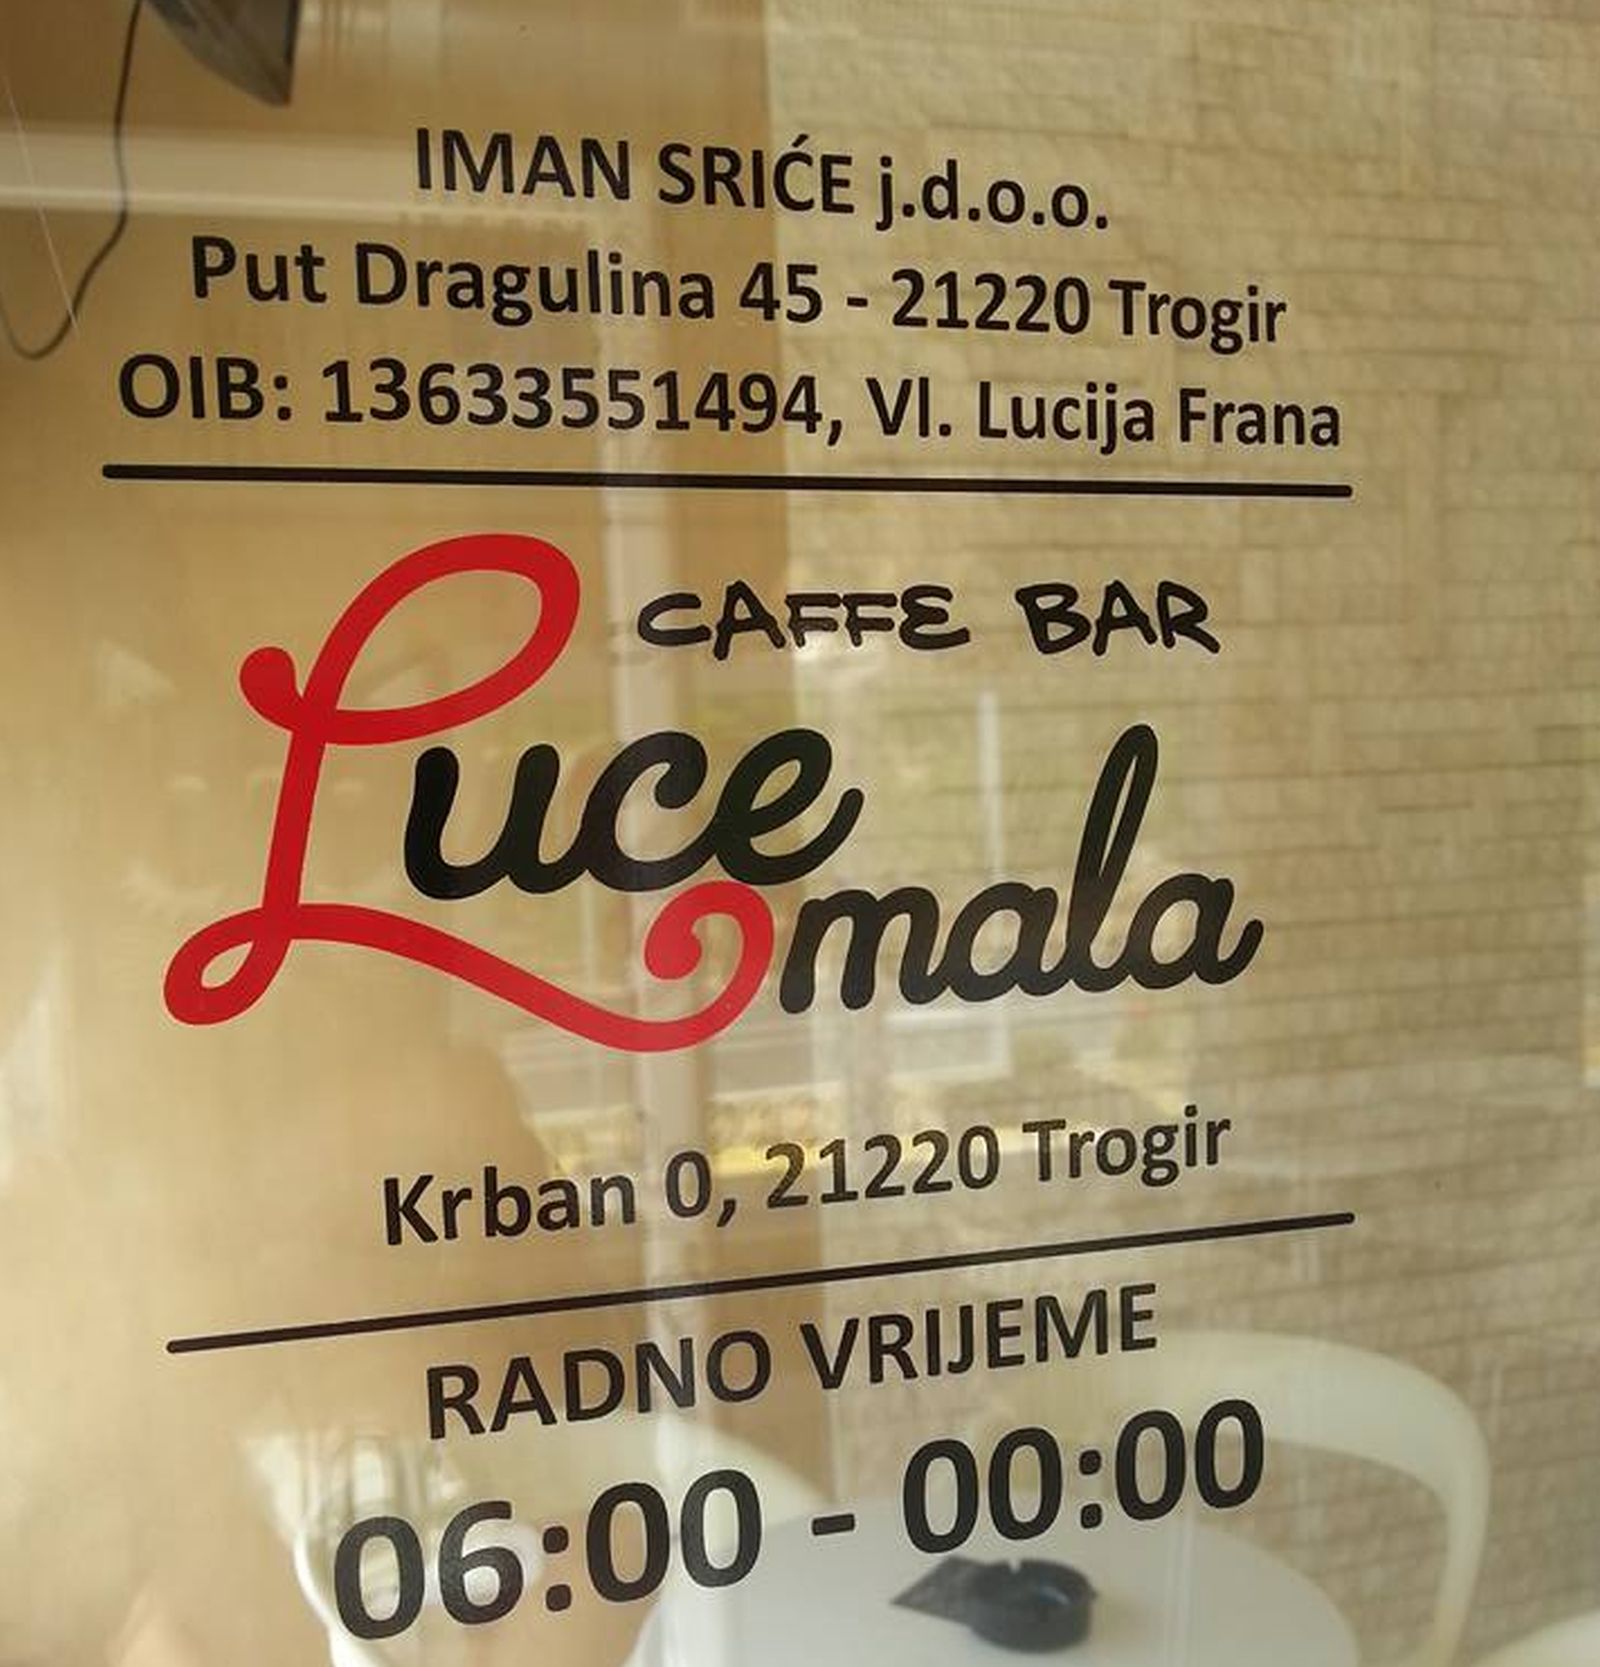 IMAN SRIĆE j.d.o.o.
Put Dragulina 45 - 21220 Trogir
OIB: 13633551494, Vl. Lucija Frana
CAFFE BAR
Luce
mala
Krban 0, 21220 Trogir
RADNO VRIJEME
06:00 - 00:00